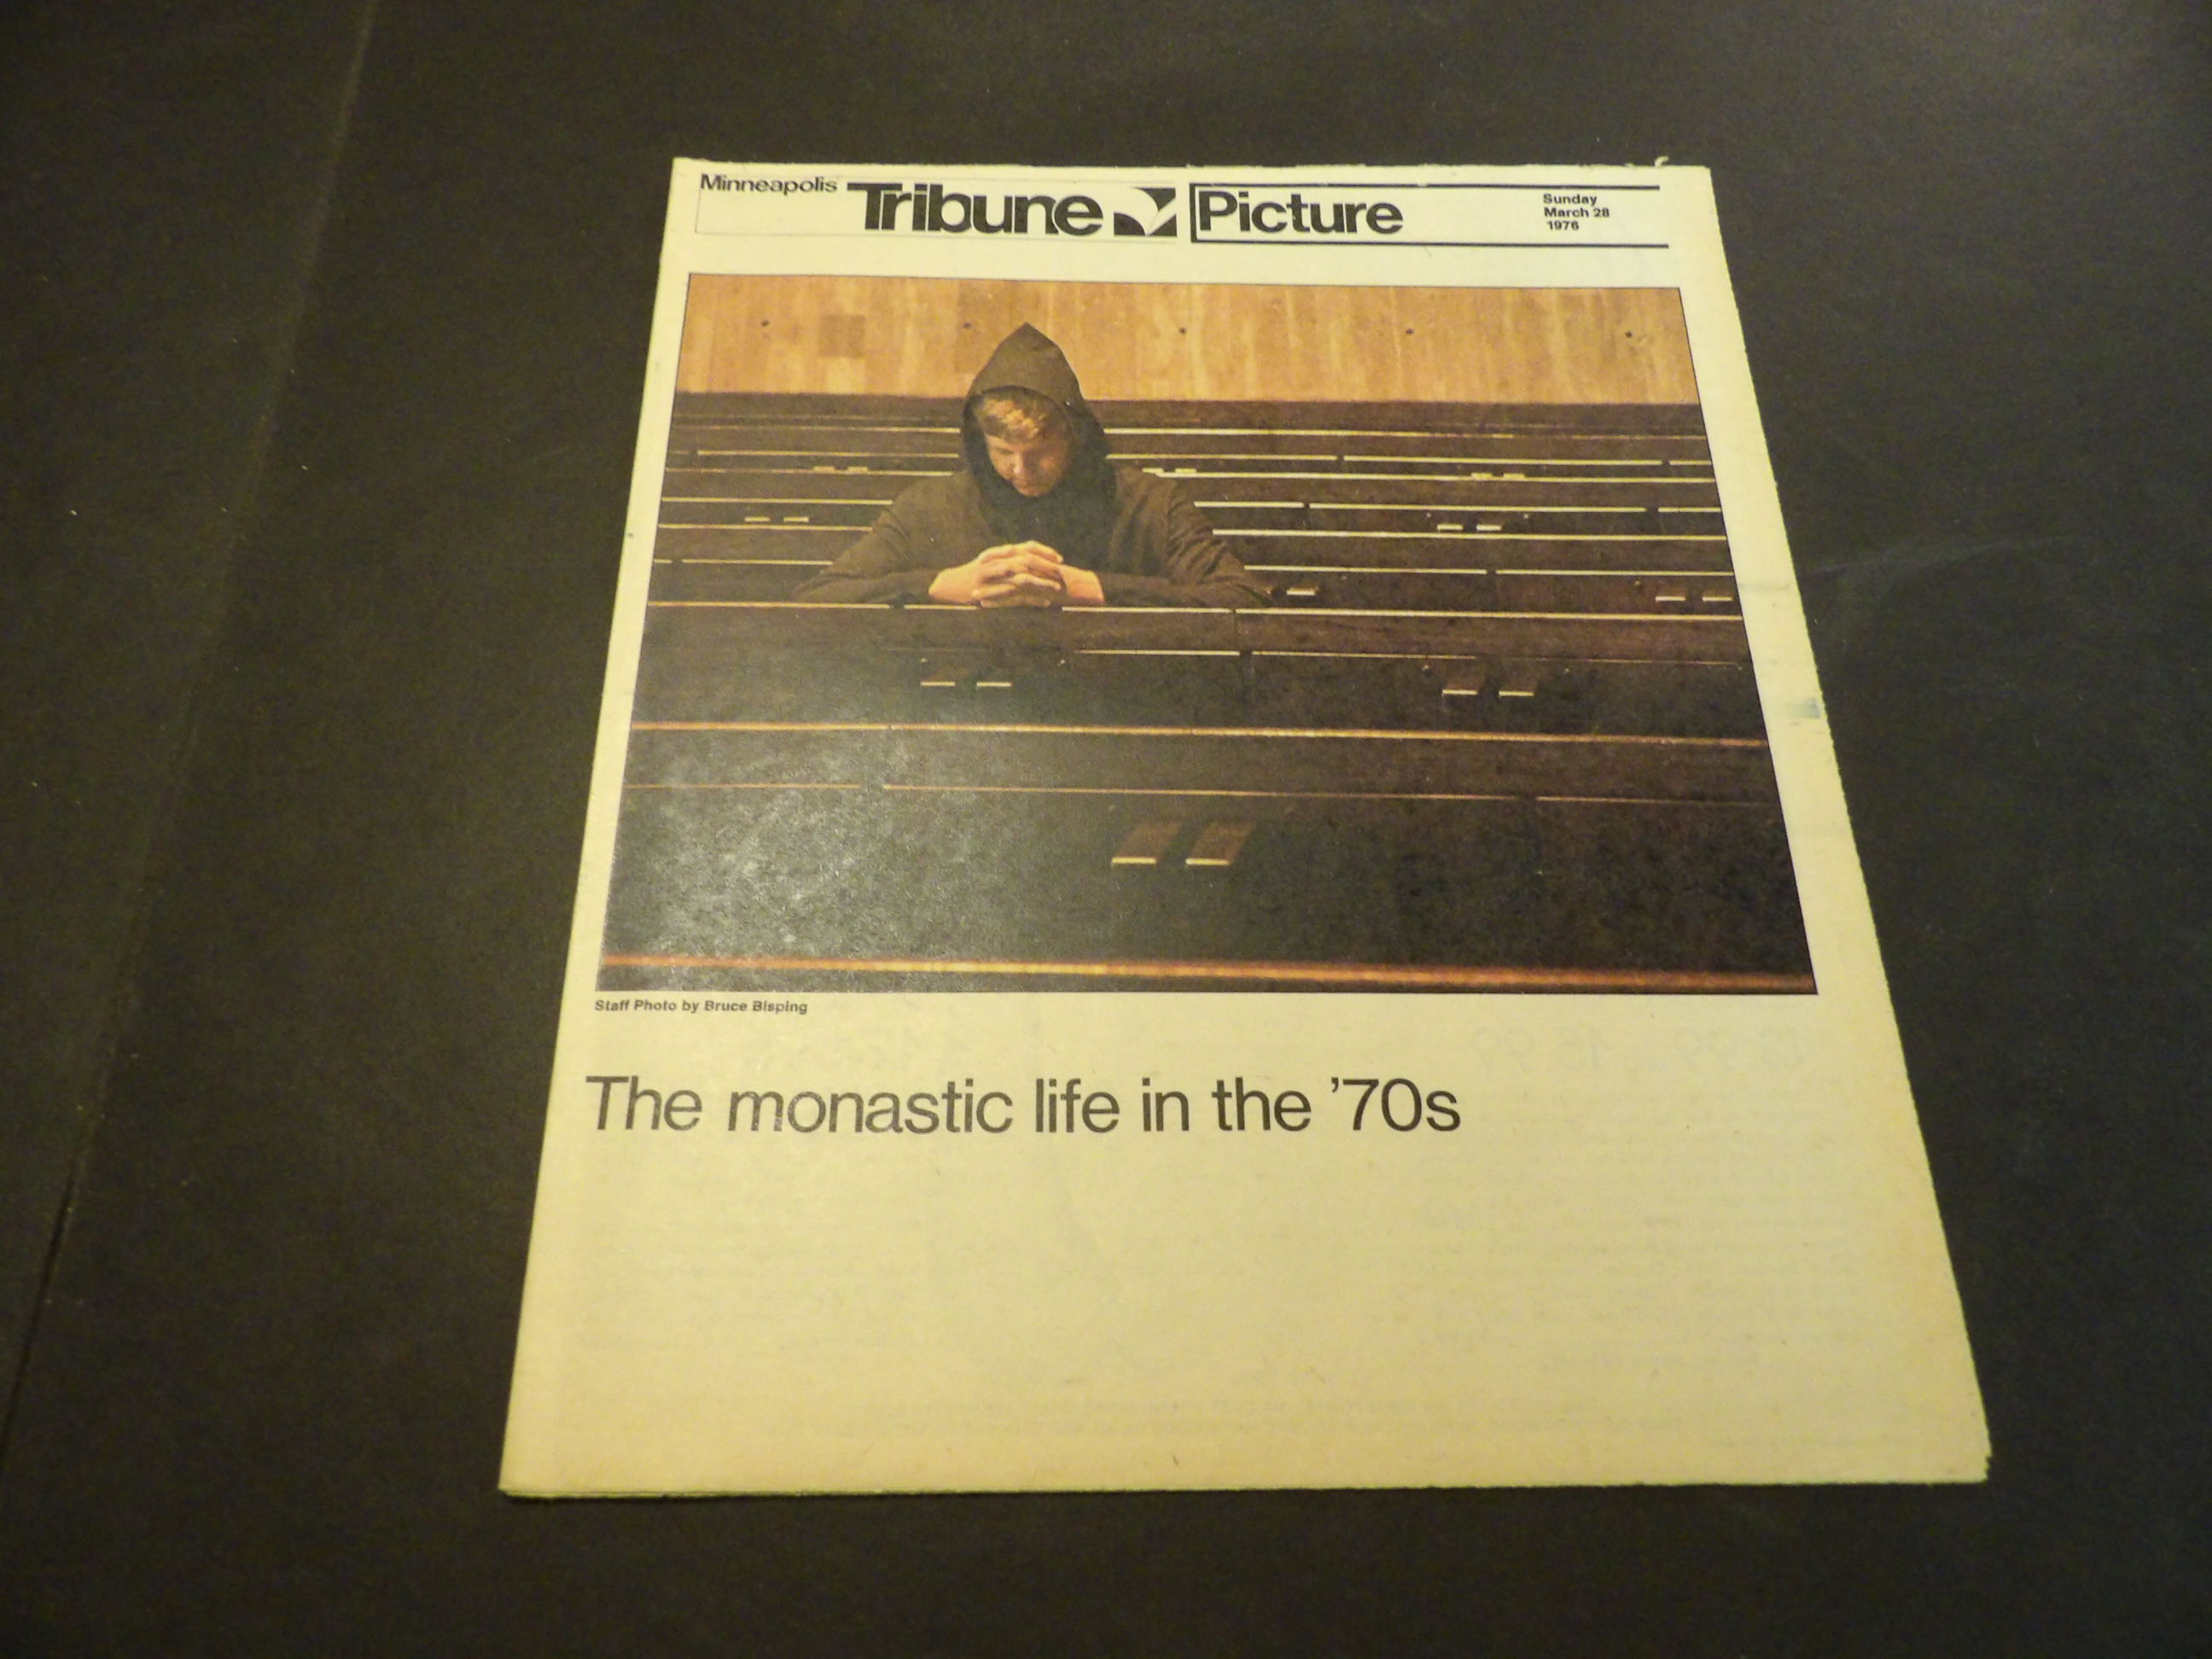 Minneapolis
Tribune
Picture
Sunday
March 28
1976
Staff Photo by Bruce Bisping
The monastic life in the '70s